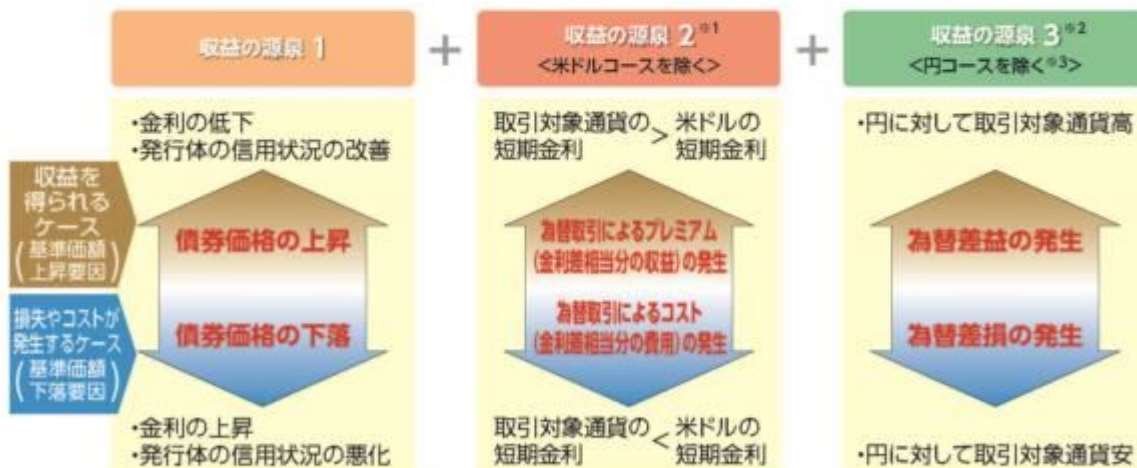 収益の源泉 1
+
収益の源泉 2※1
<米ドルコースを除く>
+
収益の源泉 3※2
<円コースを除く※3>
・金利の低下
・発行体の信用状況の改善
取引対象通貨の
短期金利
>
米ドルの
短期金利
・円に対して取引対象通貨高
収益を
得られる
ケース
(基準価額
上昇要因)
債券価格の上昇
為替取引によるプレミアム
(金利差相当分の収益)の発生
為替差益の発生
損失やコストが
発生するケース
(基準価額
下落要因)
債券価格の下落
為替取引によるコスト
(金利差相当分の費用)の発生
為替差損の発生
・金利の上昇
・発行体の信用状況の悪化
取引対象通貨の
短期金利
<
米ドルの
短期金利
・円に対して取引対象通貨安